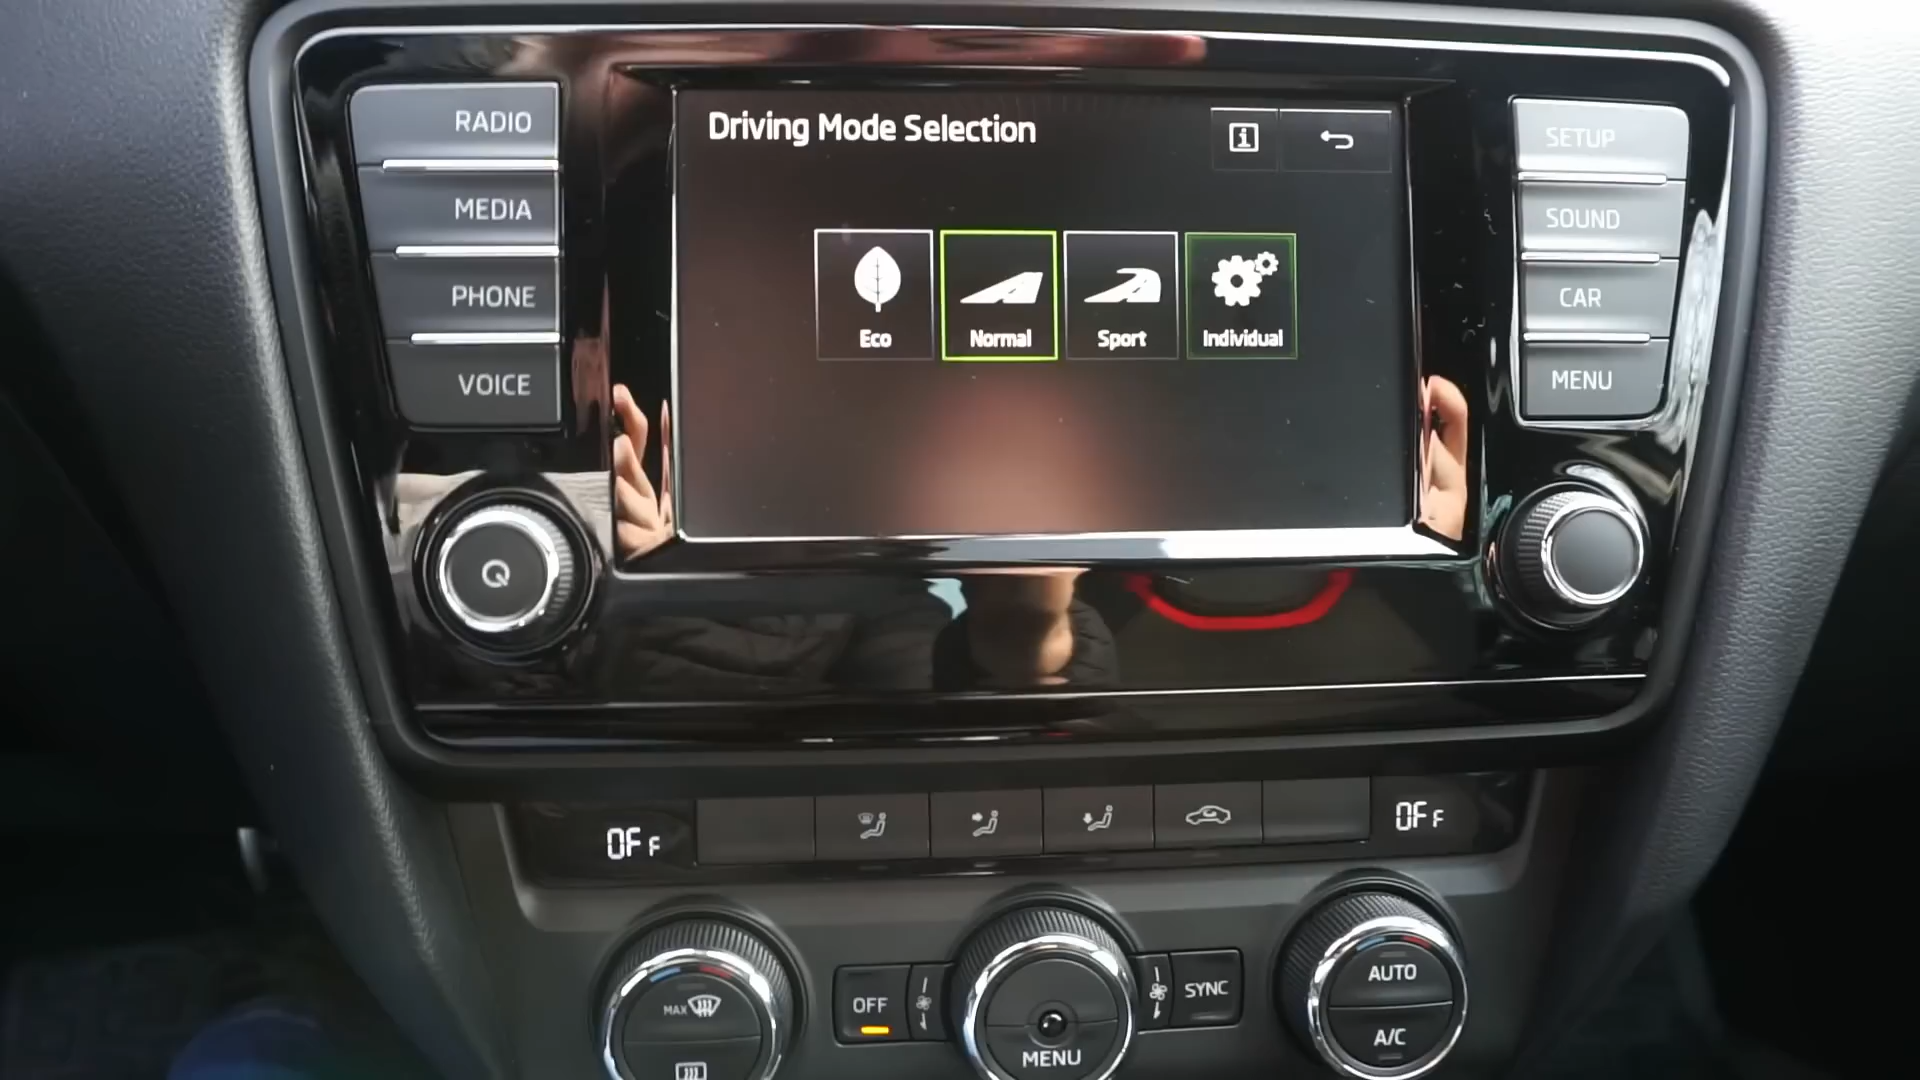 RADIO
MEDIA
PHONE
VOICE
Driving Mode Selection
i
Eco
Normal
Sport
Individual
SETUP
SOUND
CAR
MENU
OFF
OFF
MAX
OFF
MENU
SYNC
AUTO
A/C